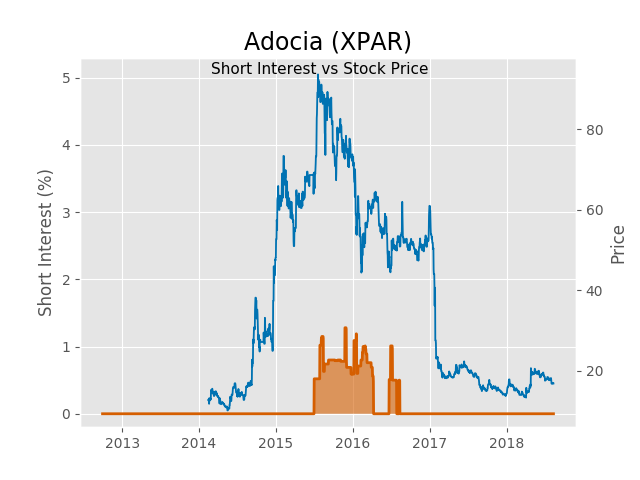 Adocia (XPAR)
Short Interest vs Stock Price
Short Interest (%)
5
4
3
2
1
0
80
60
40
20
Price
2013 2014 2015 2016 2017 2018